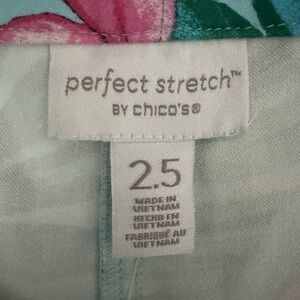 perfect stretch™
BY CHICO'S®
2.5
MADE IN
VIETNAM
HECHO EN
VIETNAM
FABRIQUÉ AU
VIETNAM